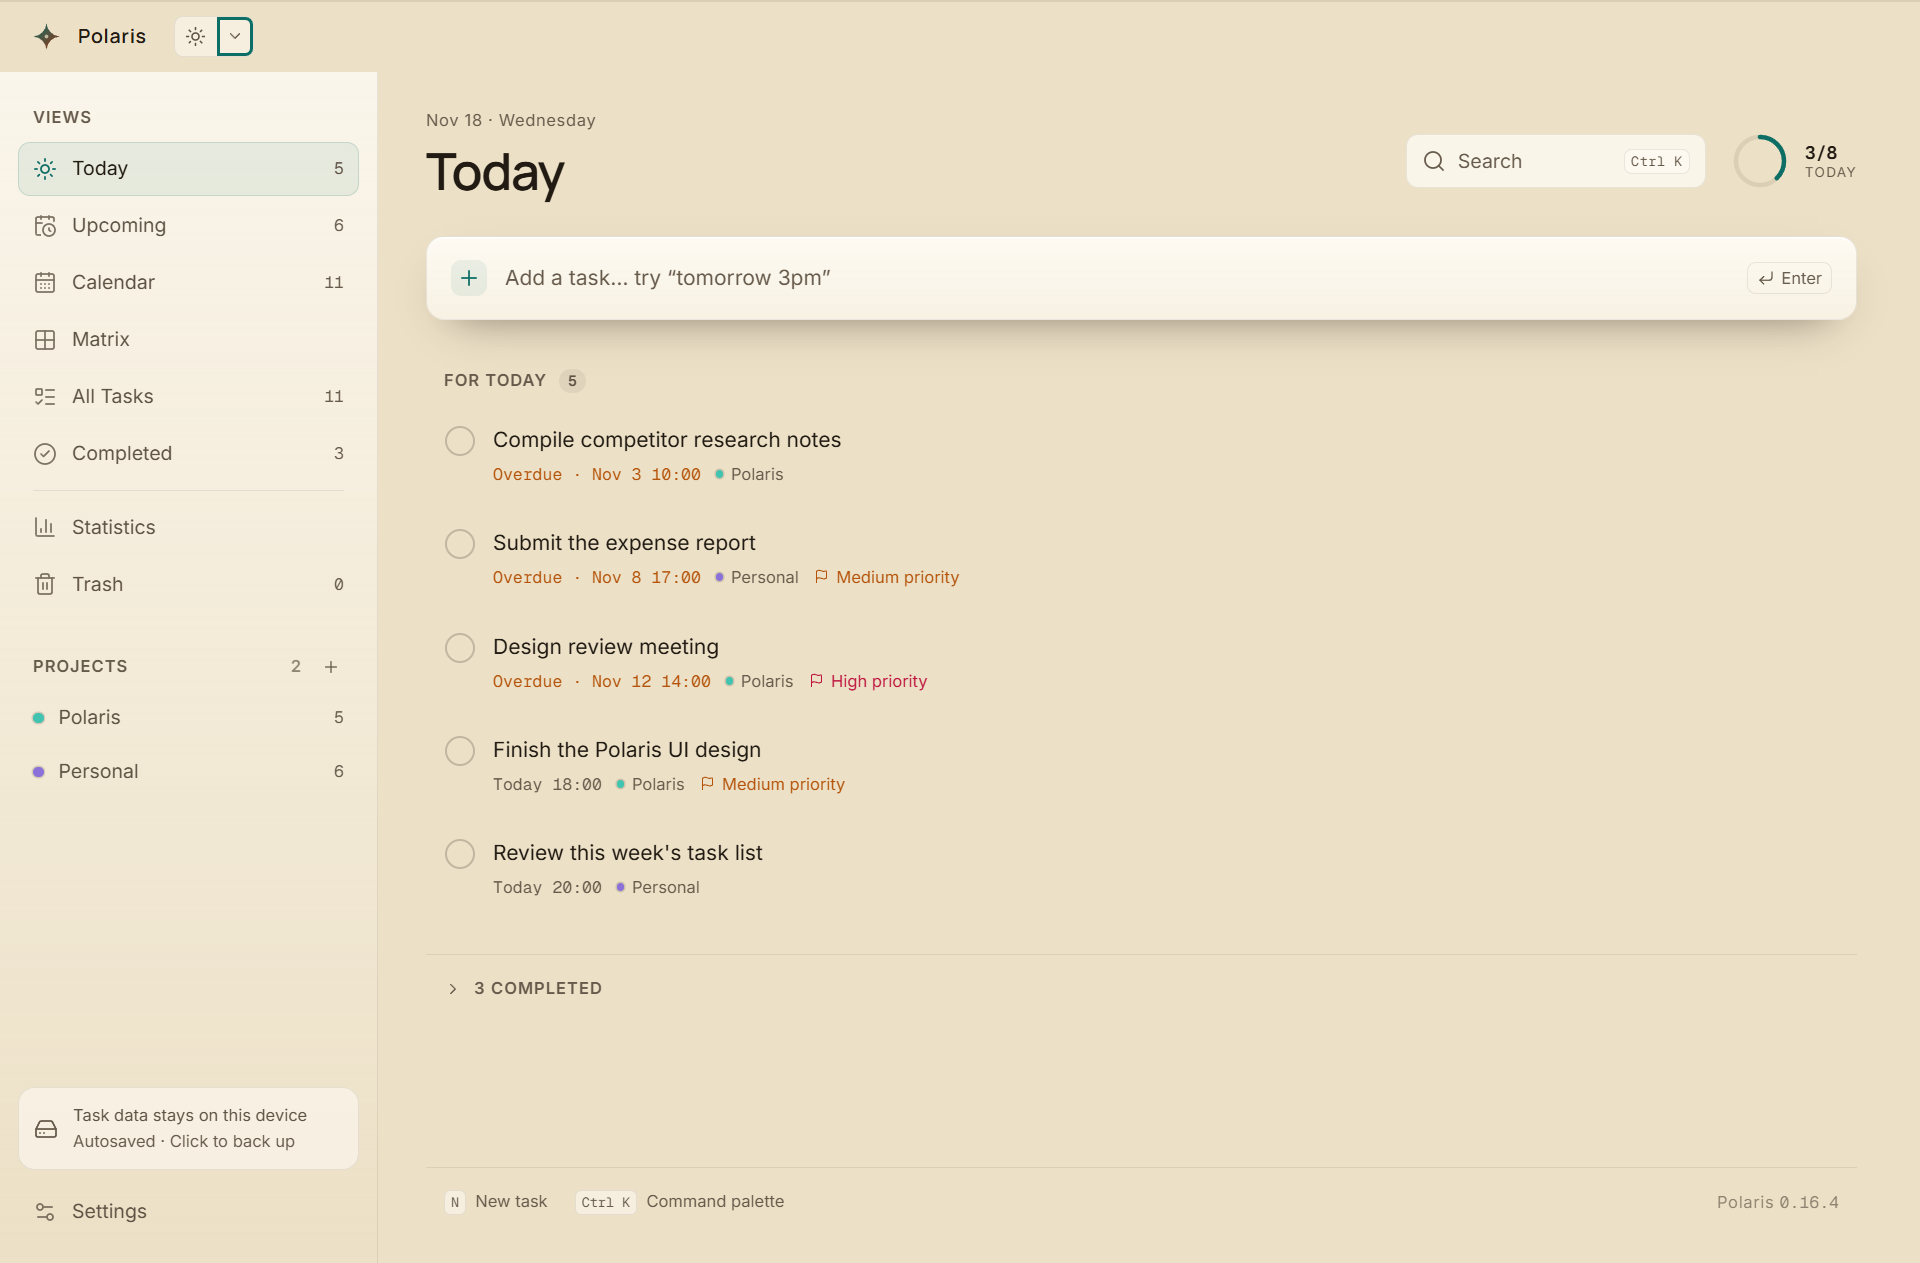 Polaris
VIEWS
Today 5
Upcoming 6
Calendar 11
Matrix
All Tasks 11
Completed 3
Statistics
Trash 0
PROJECTS 2
Polaris 5
Personal 6
Task data stays on this device
Autosaved · Click to back up
Settings
Nov 18 · Wednesday
Today
Search Ctrl K
3/8
TODAY
Add a task... try “tomorrow 3pm”
Enter
FOR TODAY 5
Compile competitor research notes
Overdue · Nov 3 10:00 Polaris
Submit the expense report
Overdue · Nov 8 17:00 Personal Medium priority
Design review meeting
Overdue · Nov 12 14:00 Polaris High priority
Finish the Polaris UI design
Today 18:00 Polaris Medium priority
Review this week's task list
Today 20:00 Personal
3 COMPLETED
N New task Ctrl K Command palette
Polaris 0.16.4